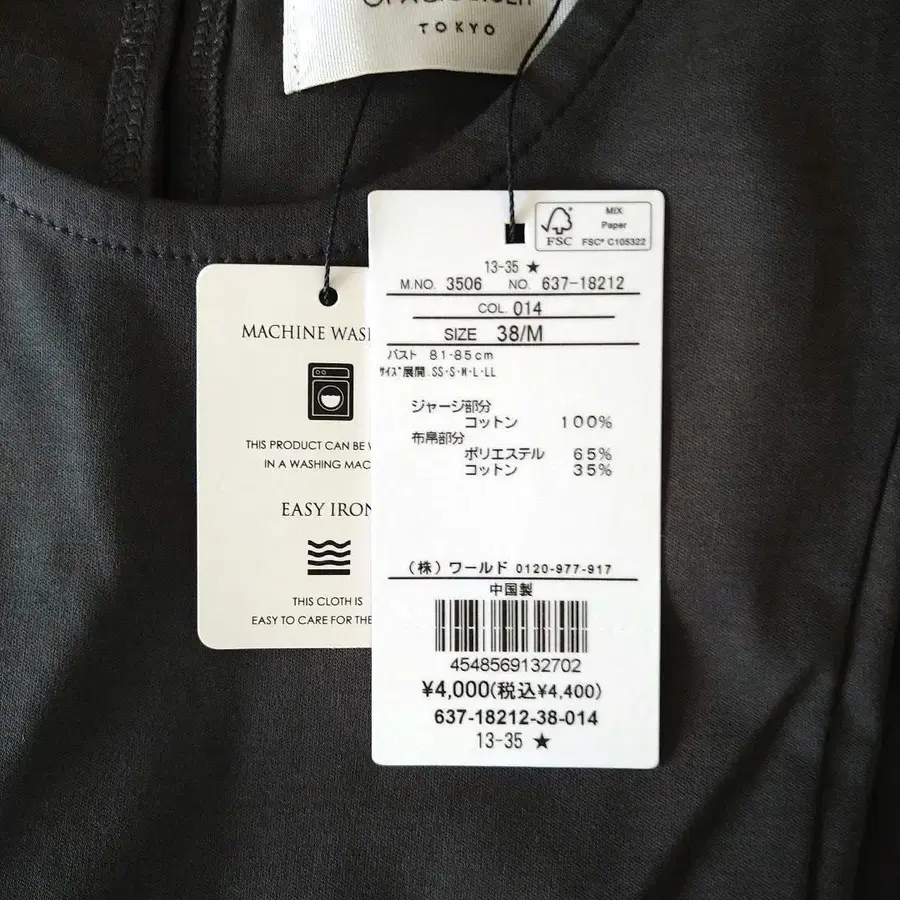 TOKYO
MIX
Paper
FSC
FSC® C105322
13-35 ★
M.NO. 3506 NO. 637-18212
COL. 014
SIZE 38/M
バスト 81-85cm
ｻｲｽﾞ展開.SS・S・M・L・LL
ジャージ部分
コットン 100%
布帛部分
ポリエステル 65%
コットン 35%
(株)ワールド 0120-977-917
中国製
4548569132702
¥4,000(税込¥4,400)
637-18212-38-014
13-35 ★
MACHINE WAS
THIS PRODUCT CAN BE
IN A WASHING MAC
EASY IRON
THIS CLOTH IS
EASY TO CARE FOR THE